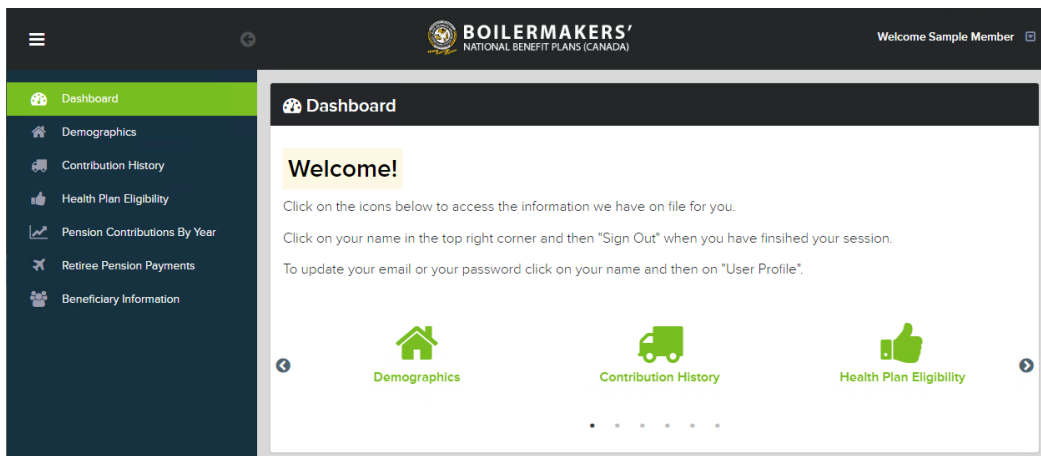 BOILERMAKERS'
NATIONAL BENEFIT PLANS (CANADA)
Welcome Sample Member
Dashboard
Demographics
Contribution History
Health Plan Eligibility
Pension Contributions By Year
Retiree Pension Payments
Beneficiary Information
Dashboard
Welcome!
Click on the icons below to access the information we have on file for you.
Click on your name in the top right corner and then "Sign Out" when you have finsihed your session.
To update your email or your password click on your name and then on "User Profile".
Demographics
Contribution History
Health Plan Eligibility